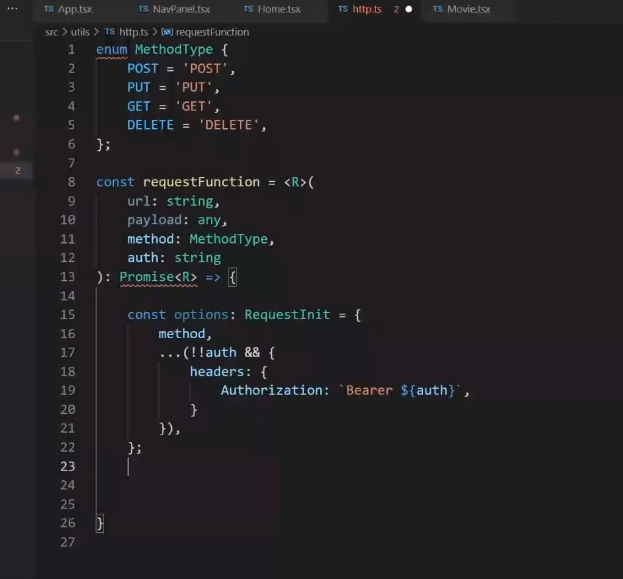 ... TS App.tsx TS NavPanel.tsx TS Home.tsx TS http.ts 2 ● TS Movie.tsx
src > utils > TS http.ts > requestFunction
1 enum MethodType {
2     POST = 'POST',
3     PUT = 'PUT',
4     GET = 'GET',
5     DELETE = 'DELETE',
6 };
7
8 const requestFunction = <R>(
9     url: string,
10     payload: any,
11     method: MethodType,
12     auth: string
13 ): Promise<R> => {
14
15     const options: RequestInit = {
16         method,
2 17         ...(!!auth && {
18             headers: {
19                 Authorization: `Bearer ${auth}`,
20             }
21         }),
22     };
23
24
25
26 }
27